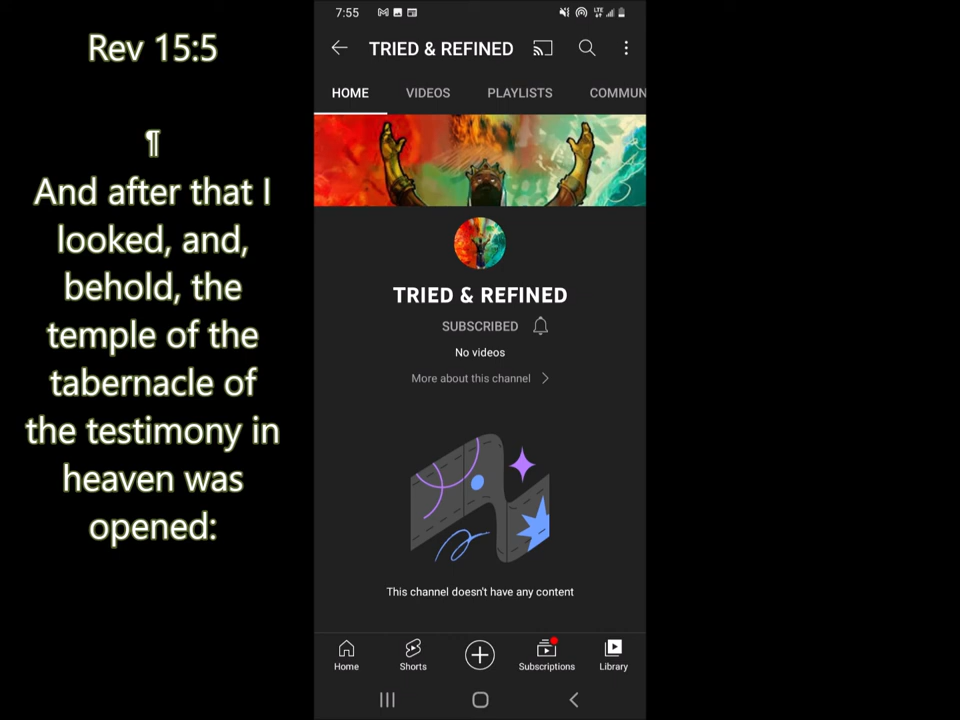 Rev 15:5
¶
And after that I
looked, and,
behold, the
temple of the
tabernacle of
the testimony in
heaven was
opened:
7:55
LTE
TRIED & REFINED
HOME VIDEOS PLAYLISTS COMMUN
TRIED & REFINED
SUBSCRIBED
No videos
More about this channel
This channel doesn't have any content
Home Shorts Subscriptions Library